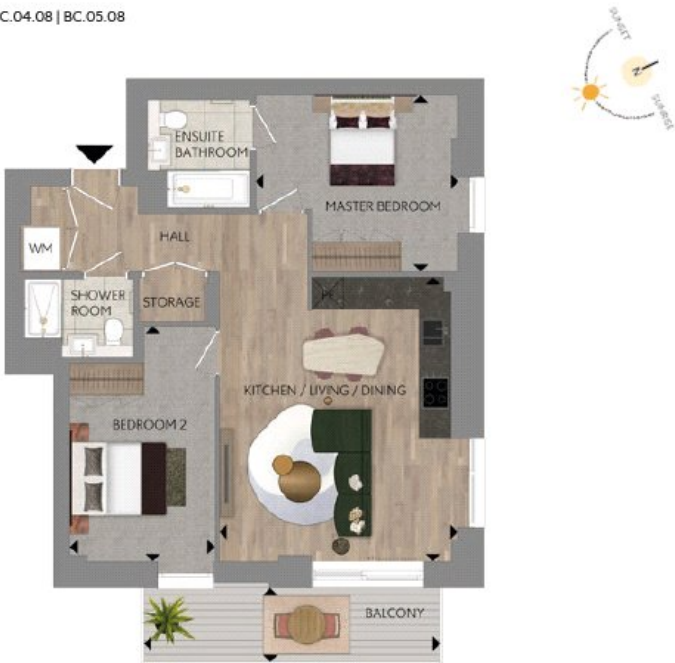 C.04.08 | BC.05.08
SUNSET
N
SUNRISE
ENSUITE
BATHROOM
MASTER BEDROOM
HALL
WM
SHOWER
ROOM
STORAGE
KITCHEN / LIVING / DINING
BEDROOM 2
BALCONY